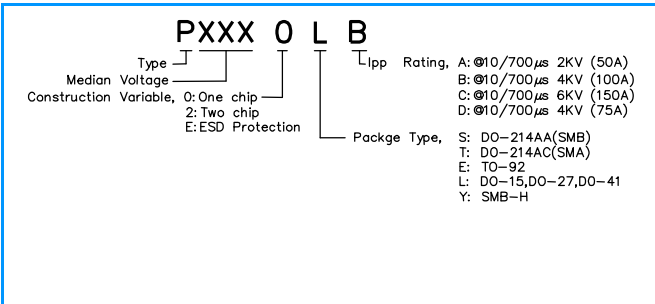 PXXX 0 L B
Type
Ipp Rating, A: @10/700µs 2KV (50A)
Median Voltage
B: @10/700µs 4KV (100A)
Construction Variable, 0: One chip
C: @10/700µs 6KV (150A)
2: Two chip
D: @10/700µs 4KV (75A)
E: ESD Protection
Packge Type, S: DO-214AA(SMB)
T: DO-214AC(SMA)
E: TO-92
L: DO-15,DO-27,DO-41
Y: SMB-H